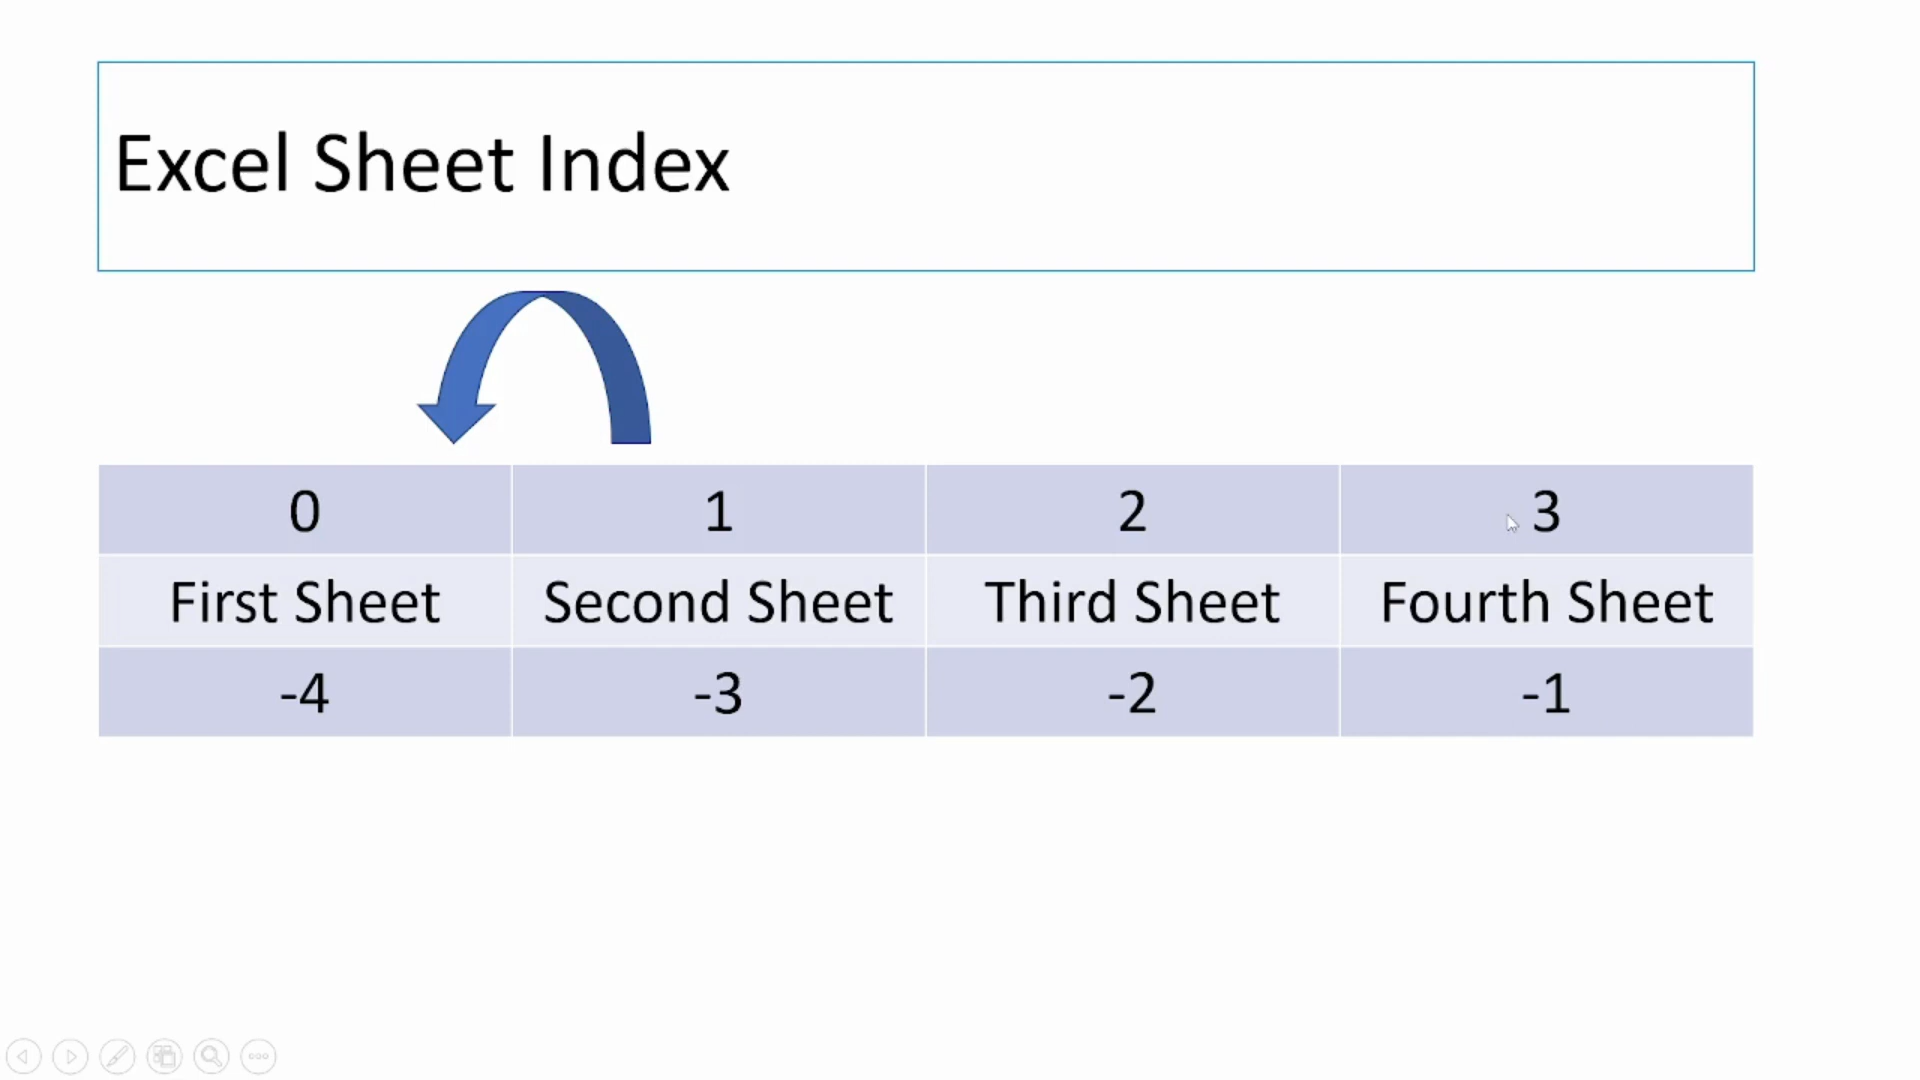 Excel Sheet Index
0 1 2 3
First Sheet Second Sheet Third Sheet Fourth Sheet
-4 -3 -2 -1